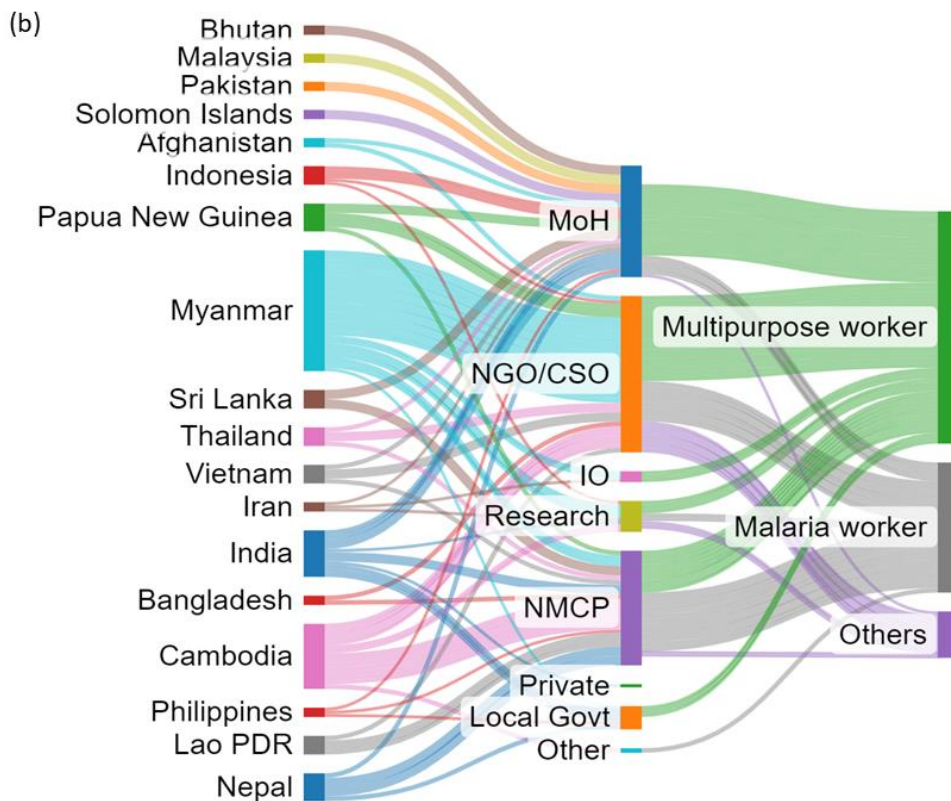 (b)
Bhutan
Malaysia
Pakistan
Solomon Islands
Afghanistan
Indonesia
Papua New Guinea
Myanmar
Sri Lanka
Thailand
Vietnam
Iran
India
Bangladesh
Cambodia
Philippines
Lao PDR
Nepal
MoH
NGO/CSO
IO
Research
NMCP
Private
Local Govt
Other
Multipurpose worker
Malaria worker
Others